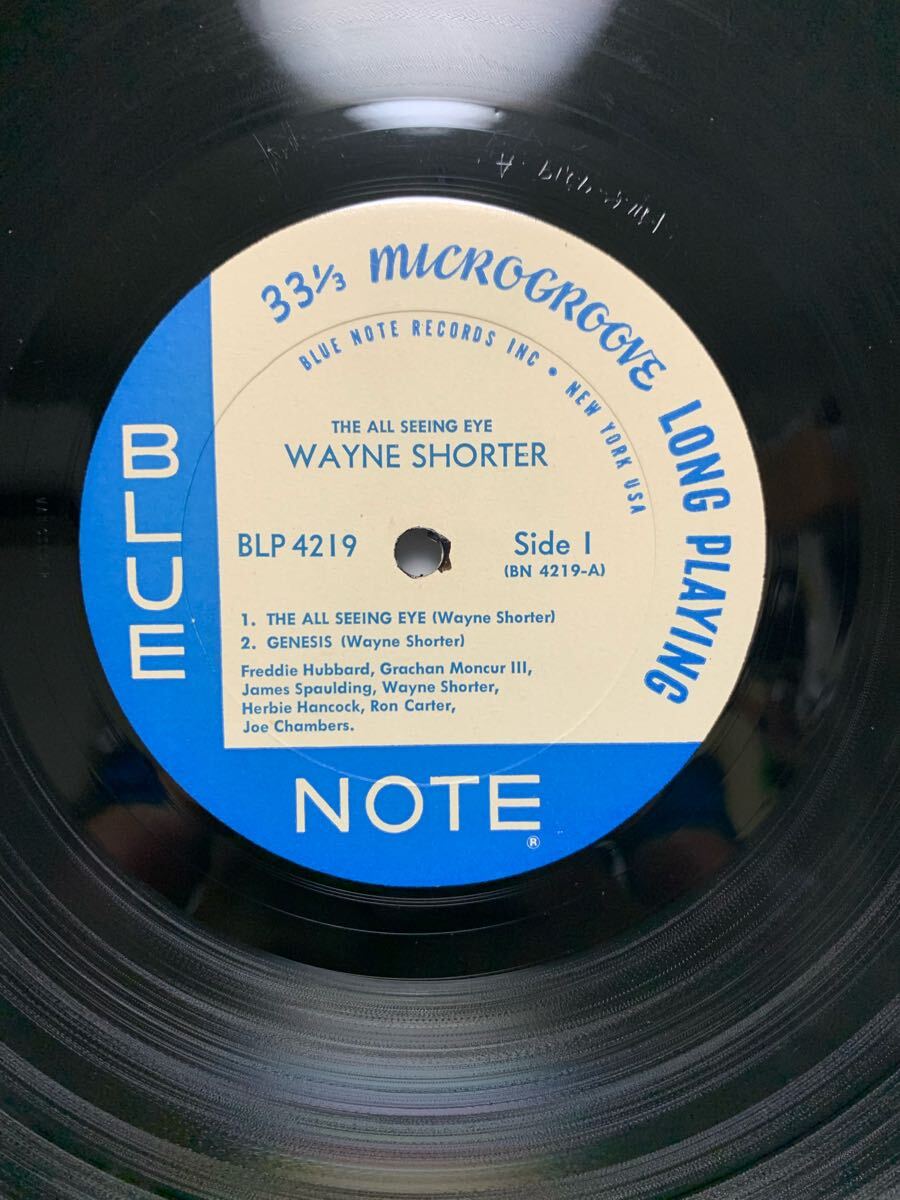 33⅓ MICROGROOVE LONG PLAYING
BLUE NOTE RECORDS INC • NEW YORK USA
THE ALL SEEING EYE
WAYNE SHORTER
BLP 4219
Side 1
(BN 4219-A)
1. THE ALL SEEING EYE (Wayne Shorter)
2. GENESIS (Wayne Shorter)
Freddie Hubbard, Grachan Moncur III,
James Spaulding, Wayne Shorter,
Herbie Hancock, Ron Carter,
Joe Chambers.
BLUE
NOTE®